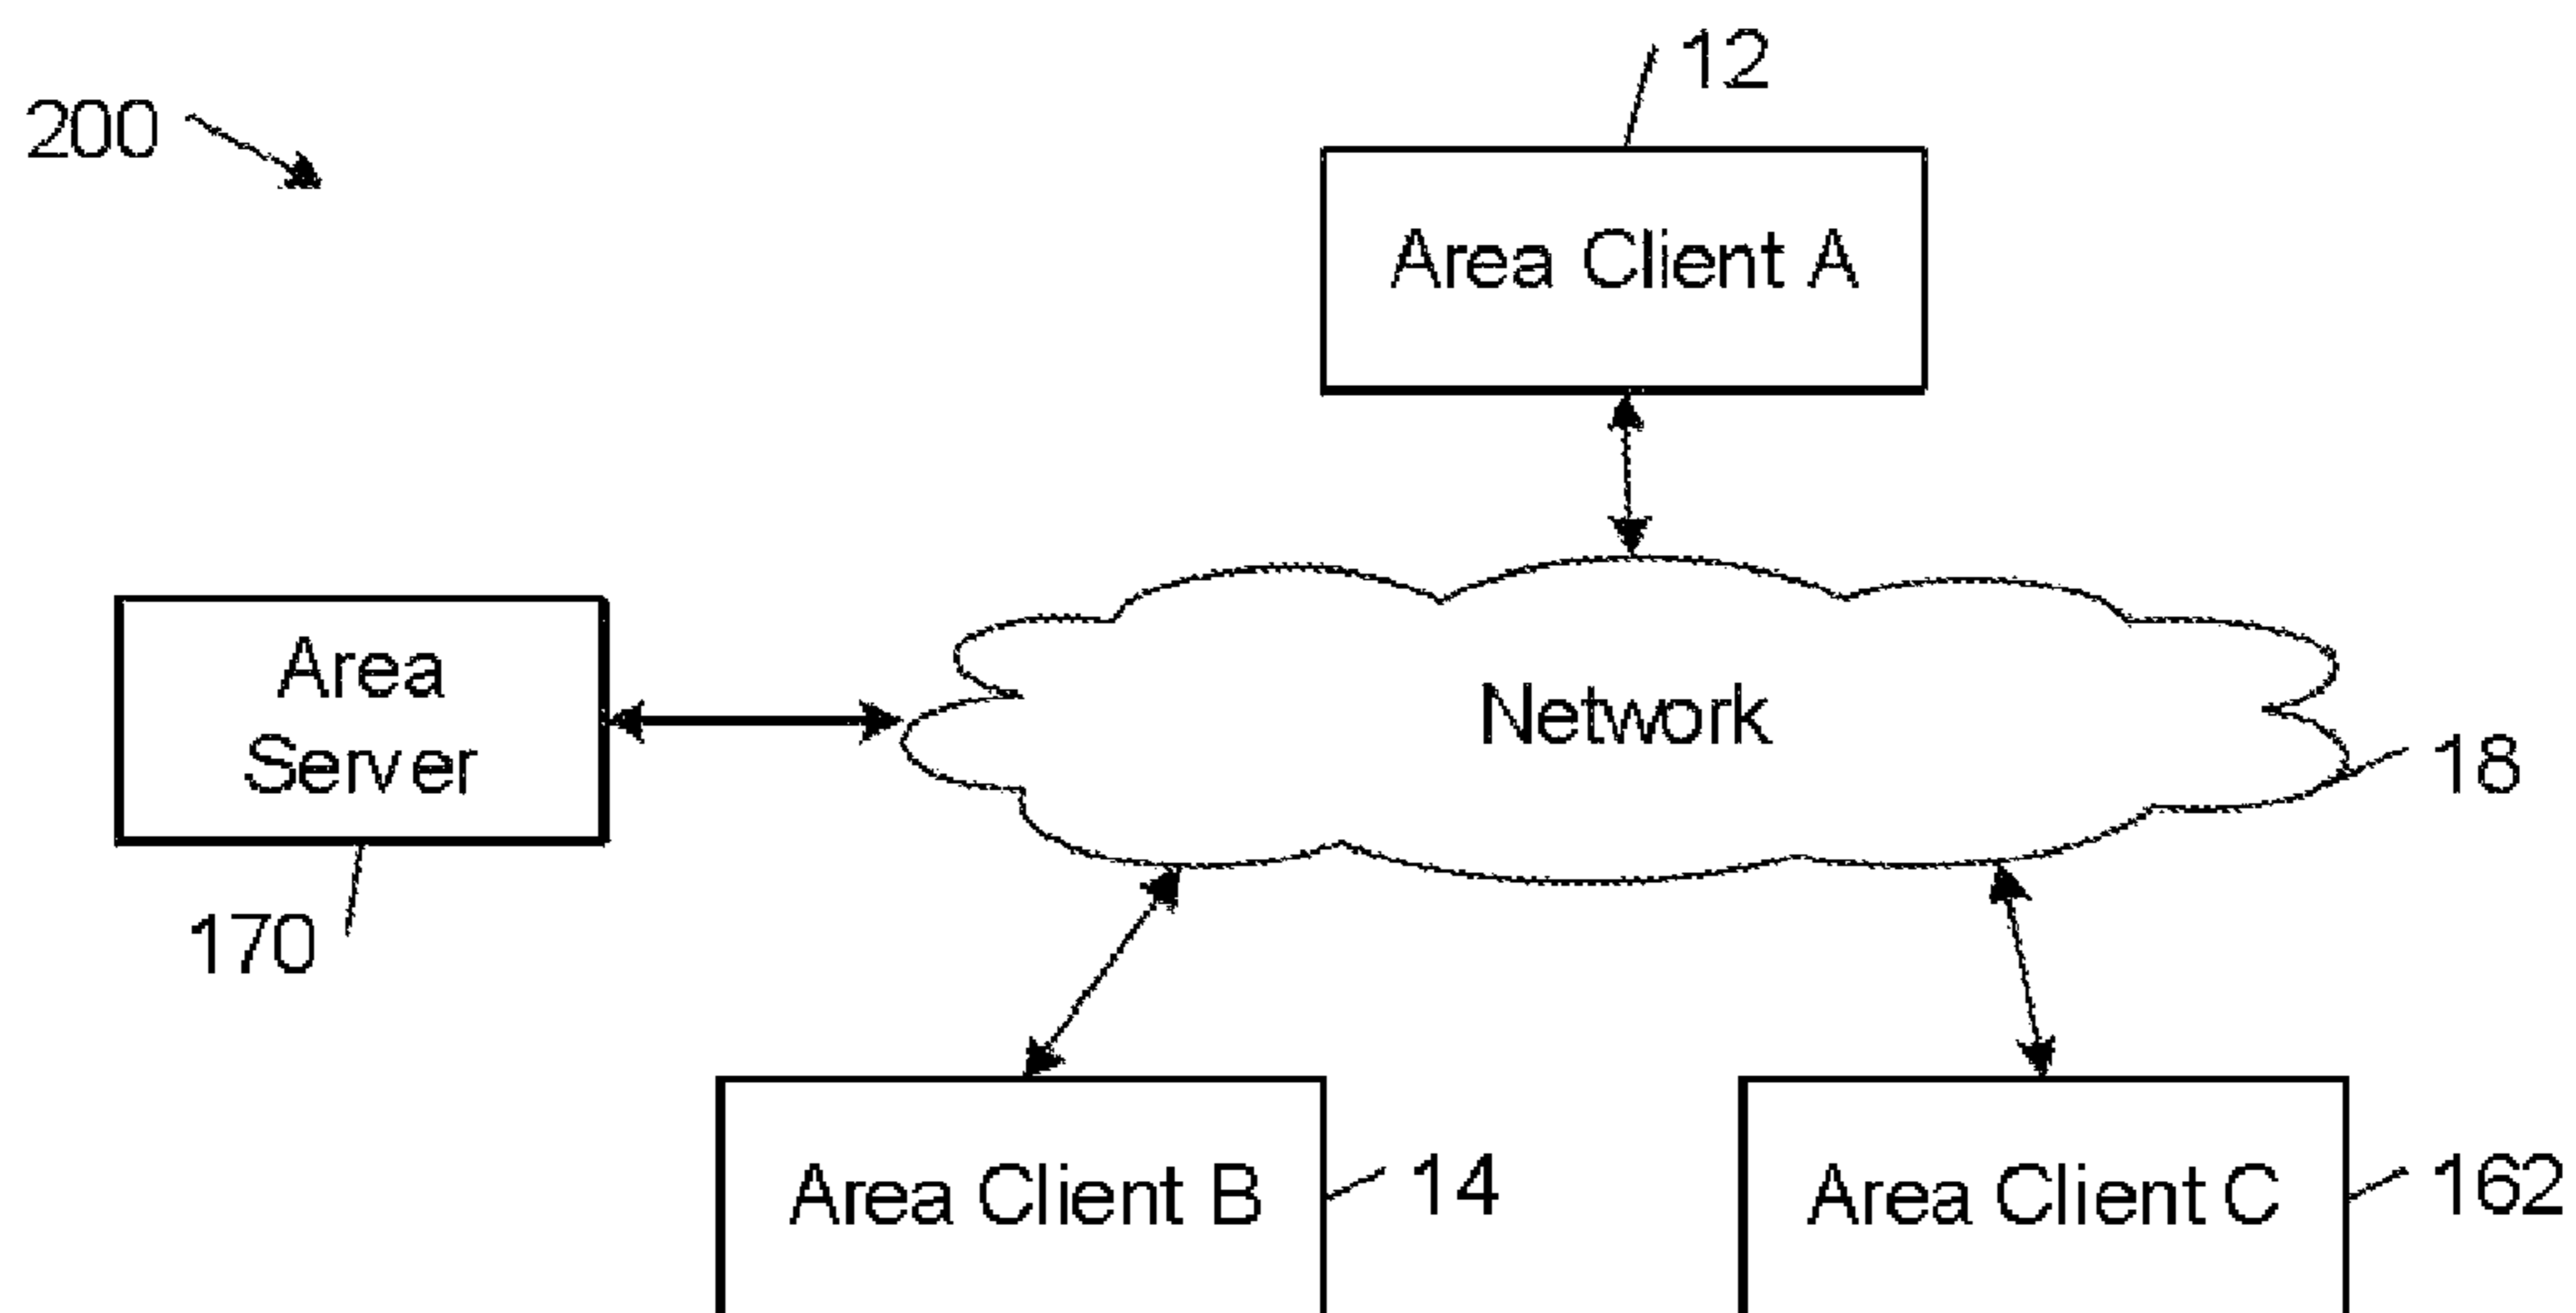 12
200
Area Client A
Area
Server
Network
18
170
Area Client B
14
Area Client C
162